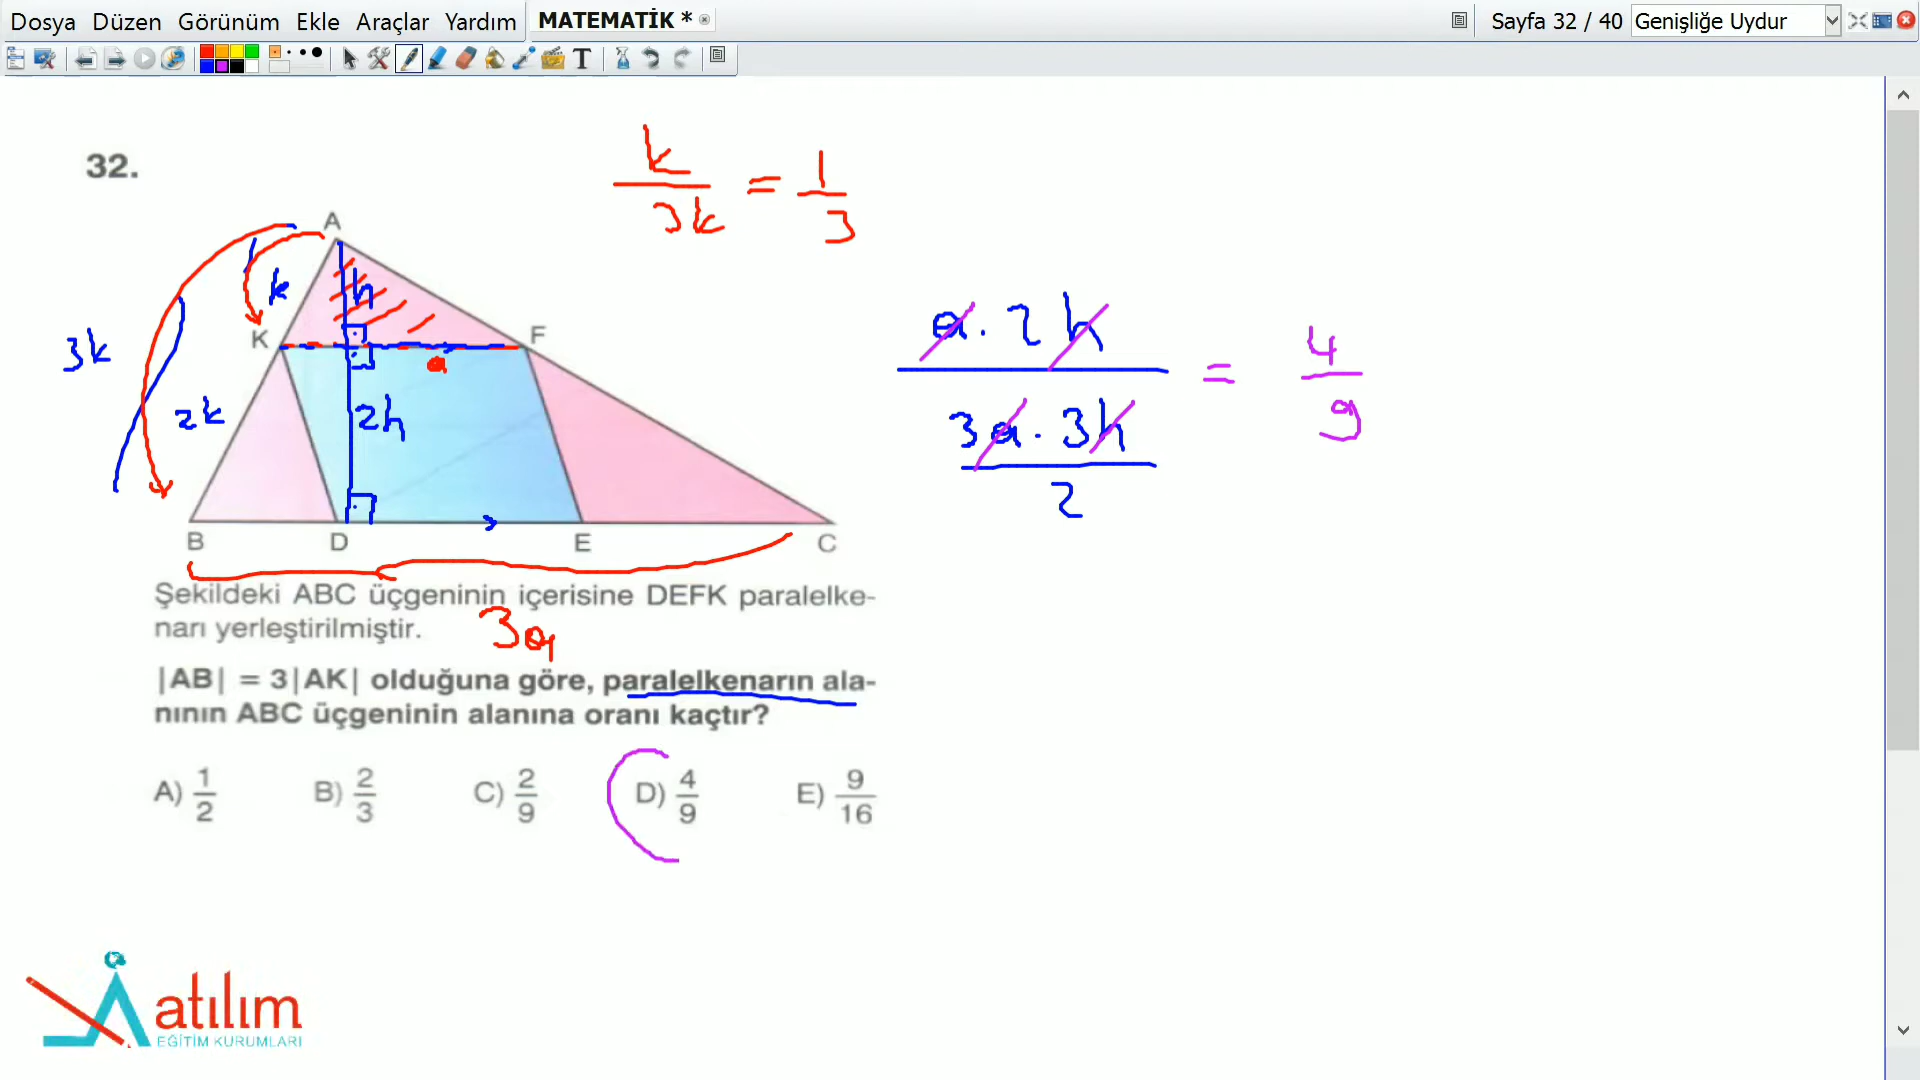 Dosya Düzen Görünüm Ekle Araçlar Yardım MATEMATİK * Sayfa 32 / 40 Genişliğe Uydur
T
32.
k/3k = 1/3
A
k h
K F
3k
a
2k 2h
B D E C
3a
a . 2h / (3a . 3h / 2) = 4/9
Şekildeki ABC üçgeninin içerisine DEFK paralelke-
narı yerleştirilmiştir.
|AB| = 3|AK| olduğuna göre, paralelkenarın ala-
nının ABC üçgeninin alanına oranı kaçtır?
A) 1/2 B) 2/3 C) 2/9 D) 4/9 E) 9/16
atılım
EĞİTİM KURUMLARI